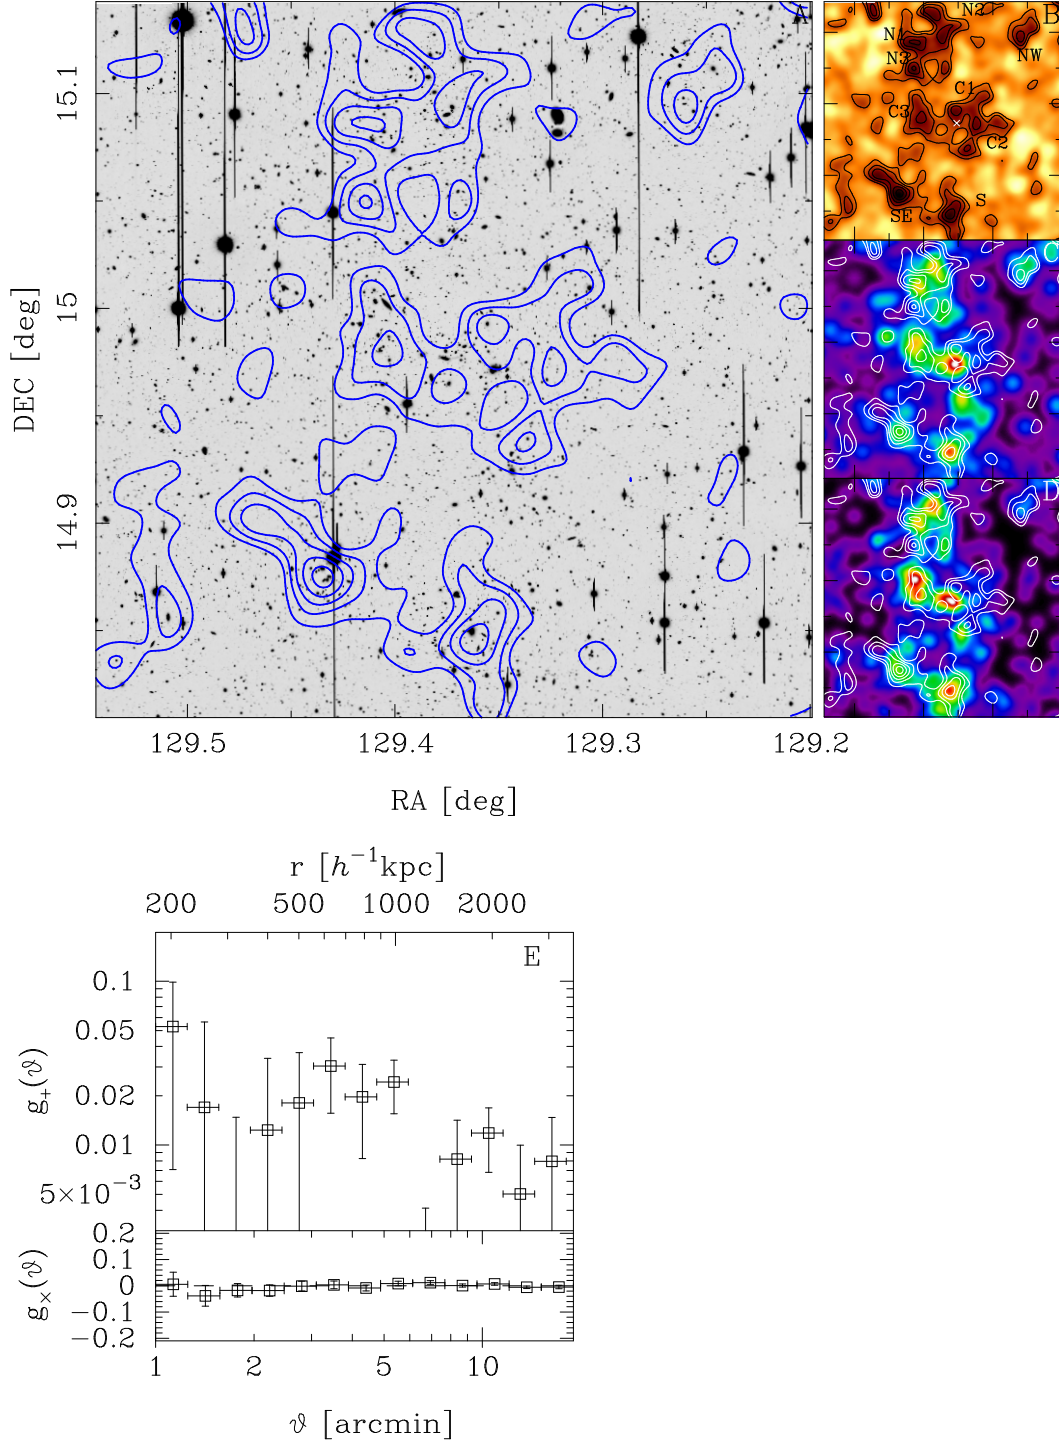 A
15.1
15
14.9
DEC [deg]
129.5 129.4 129.3 129.2
RA [deg]
B
N2
N1
NW
N3
C1
C3
C2
S
SE
C
D
r [h⁻¹kpc]
200 500 1000 2000
E
0.1
0.05
0.02
0.01
5×10⁻³
g₊(ϑ)
0.2
0.1
0
−0.1
−0.2
g×(ϑ)
1 2 5 10
ϑ [arcmin]